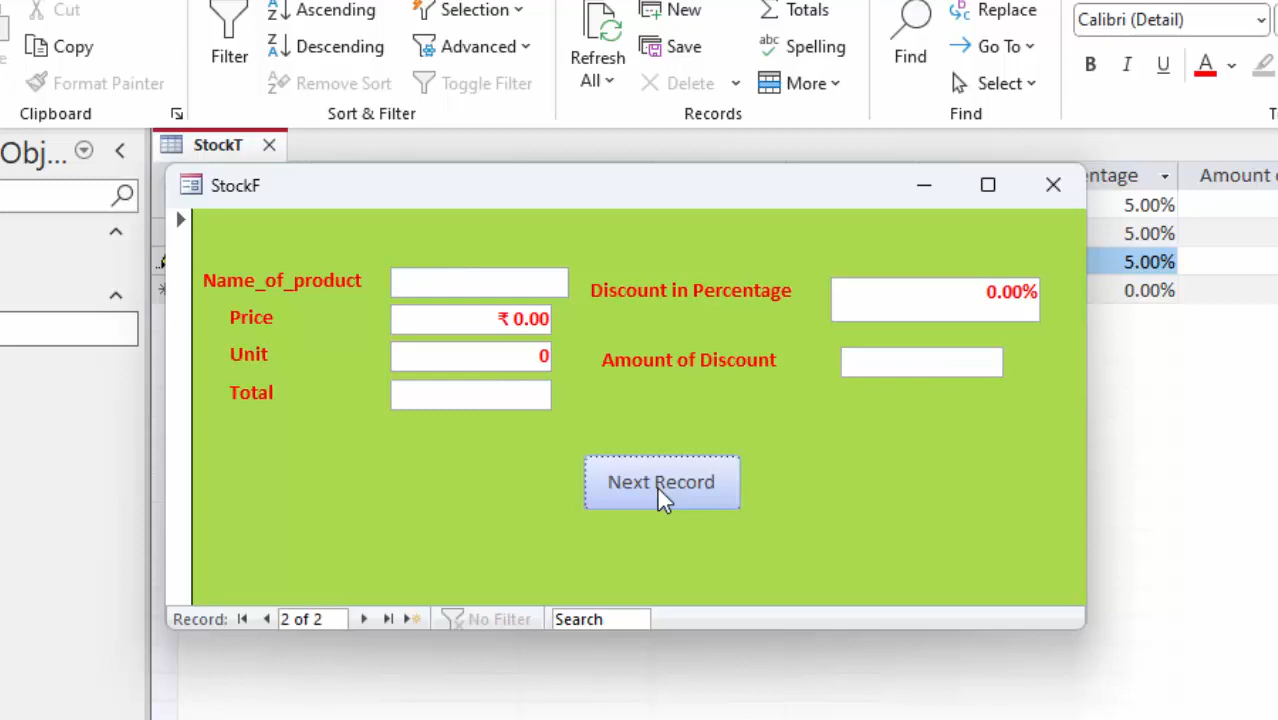 Cut
Ascending
Selection
New
Totals
Replace
Calibri (Detail)
Copy
Filter
Descending
Advanced
Refresh
All
Save
Spelling
Find
Go To
Format Painter
Remove Sort
Toggle Filter
Delete
More
Select
B I U A
Clipboard
Sort & Filter
Records
Find
Obj...
StockT
StockF
entage
Amount
5.00%
5.00%
5.00%
0.00%
Name_of_product
Discount in Percentage
0.00%
Price
₹ 0.00
Unit
0
Amount of Discount
Total
Next Record
Record:
2 of 2
No Filter
Search